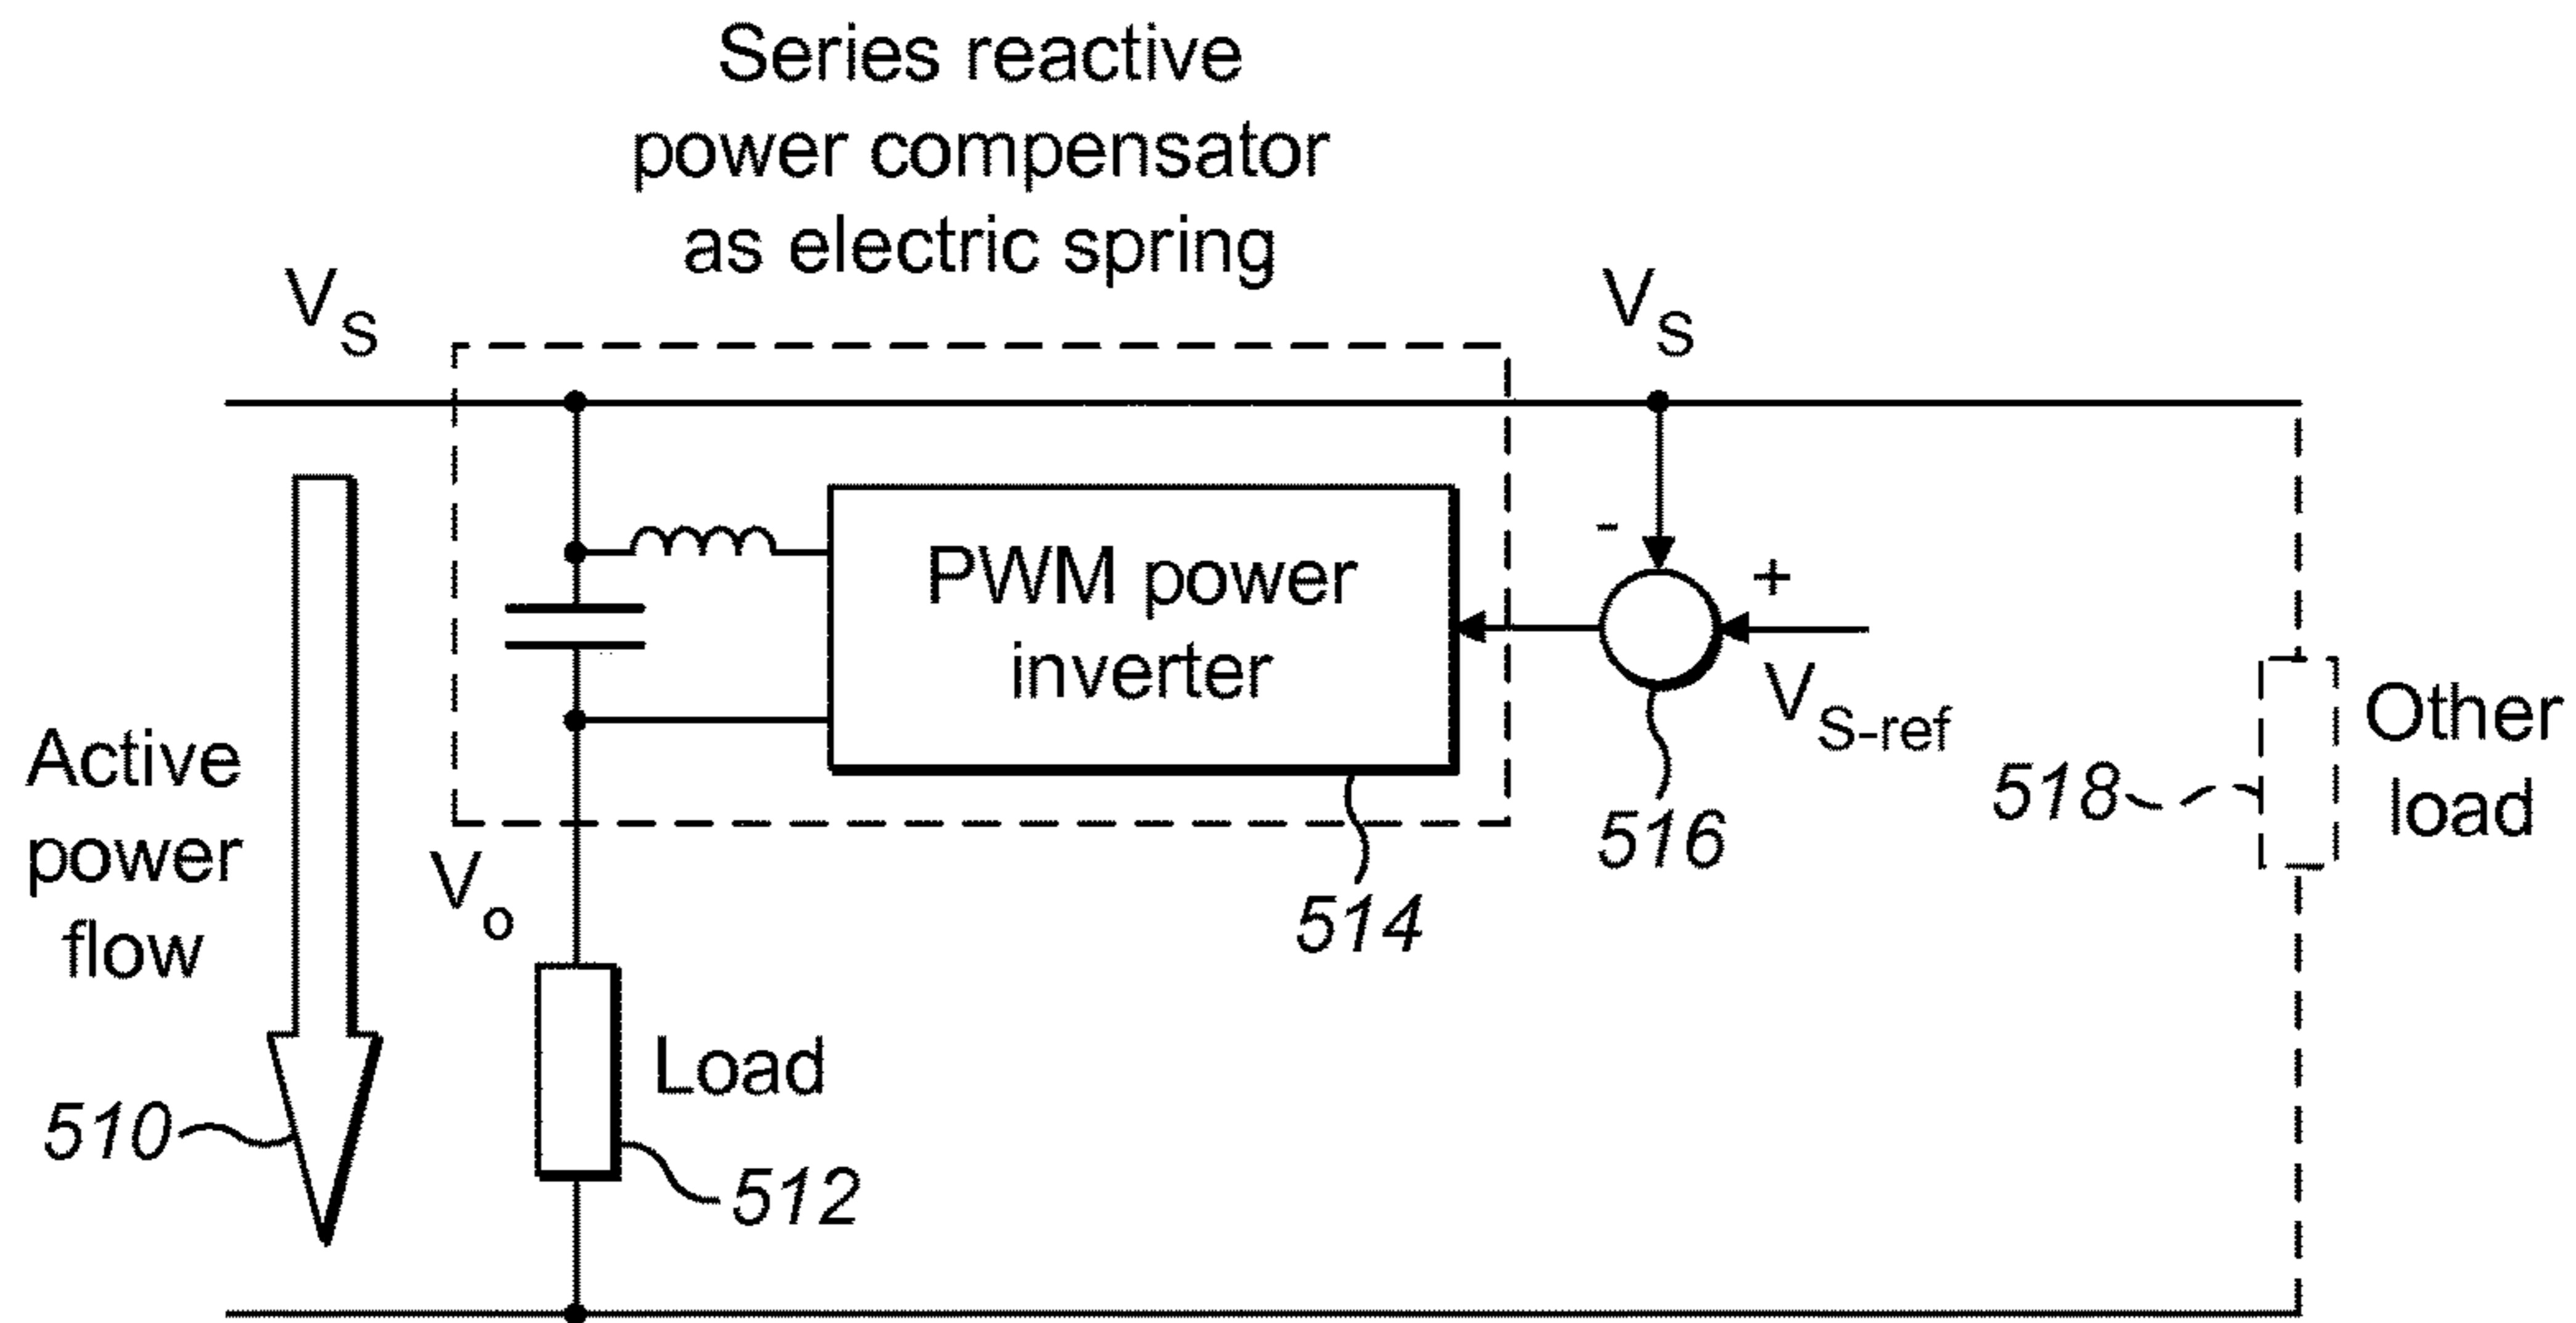 Series reactive
power compensator
as electric spring
V_S
V_S
PWM power
inverter
-
+
V_S-ref
Active
power
flow
Other
load
518
516
514
V_o
Load
510
512